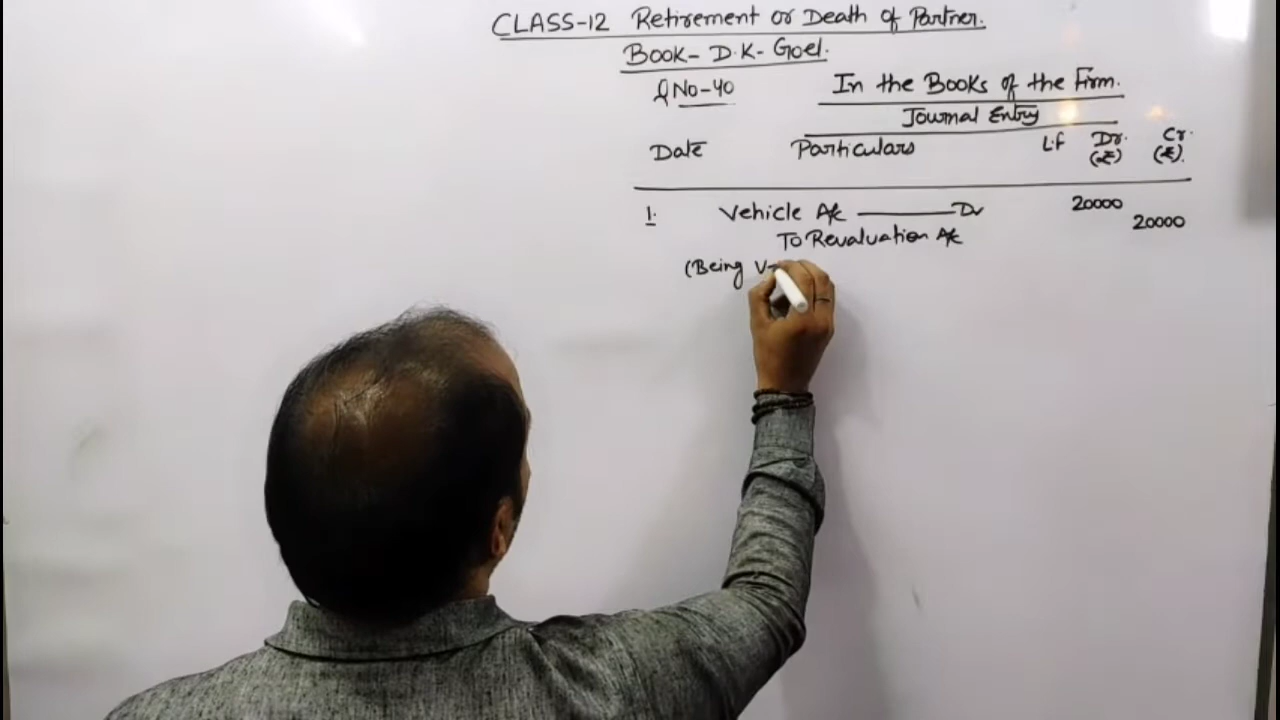 CLASS-12 Retirement or Death of Partner.
Book- D.K- Goel.
QNo-40 In the Books of the Firm.
Journal Entry
Date Particulars L.f Dr. (₹) Cr. (₹).
1. Vehicle A/c ———— Dr 20000
To Revaluation A/c 20000
(Being